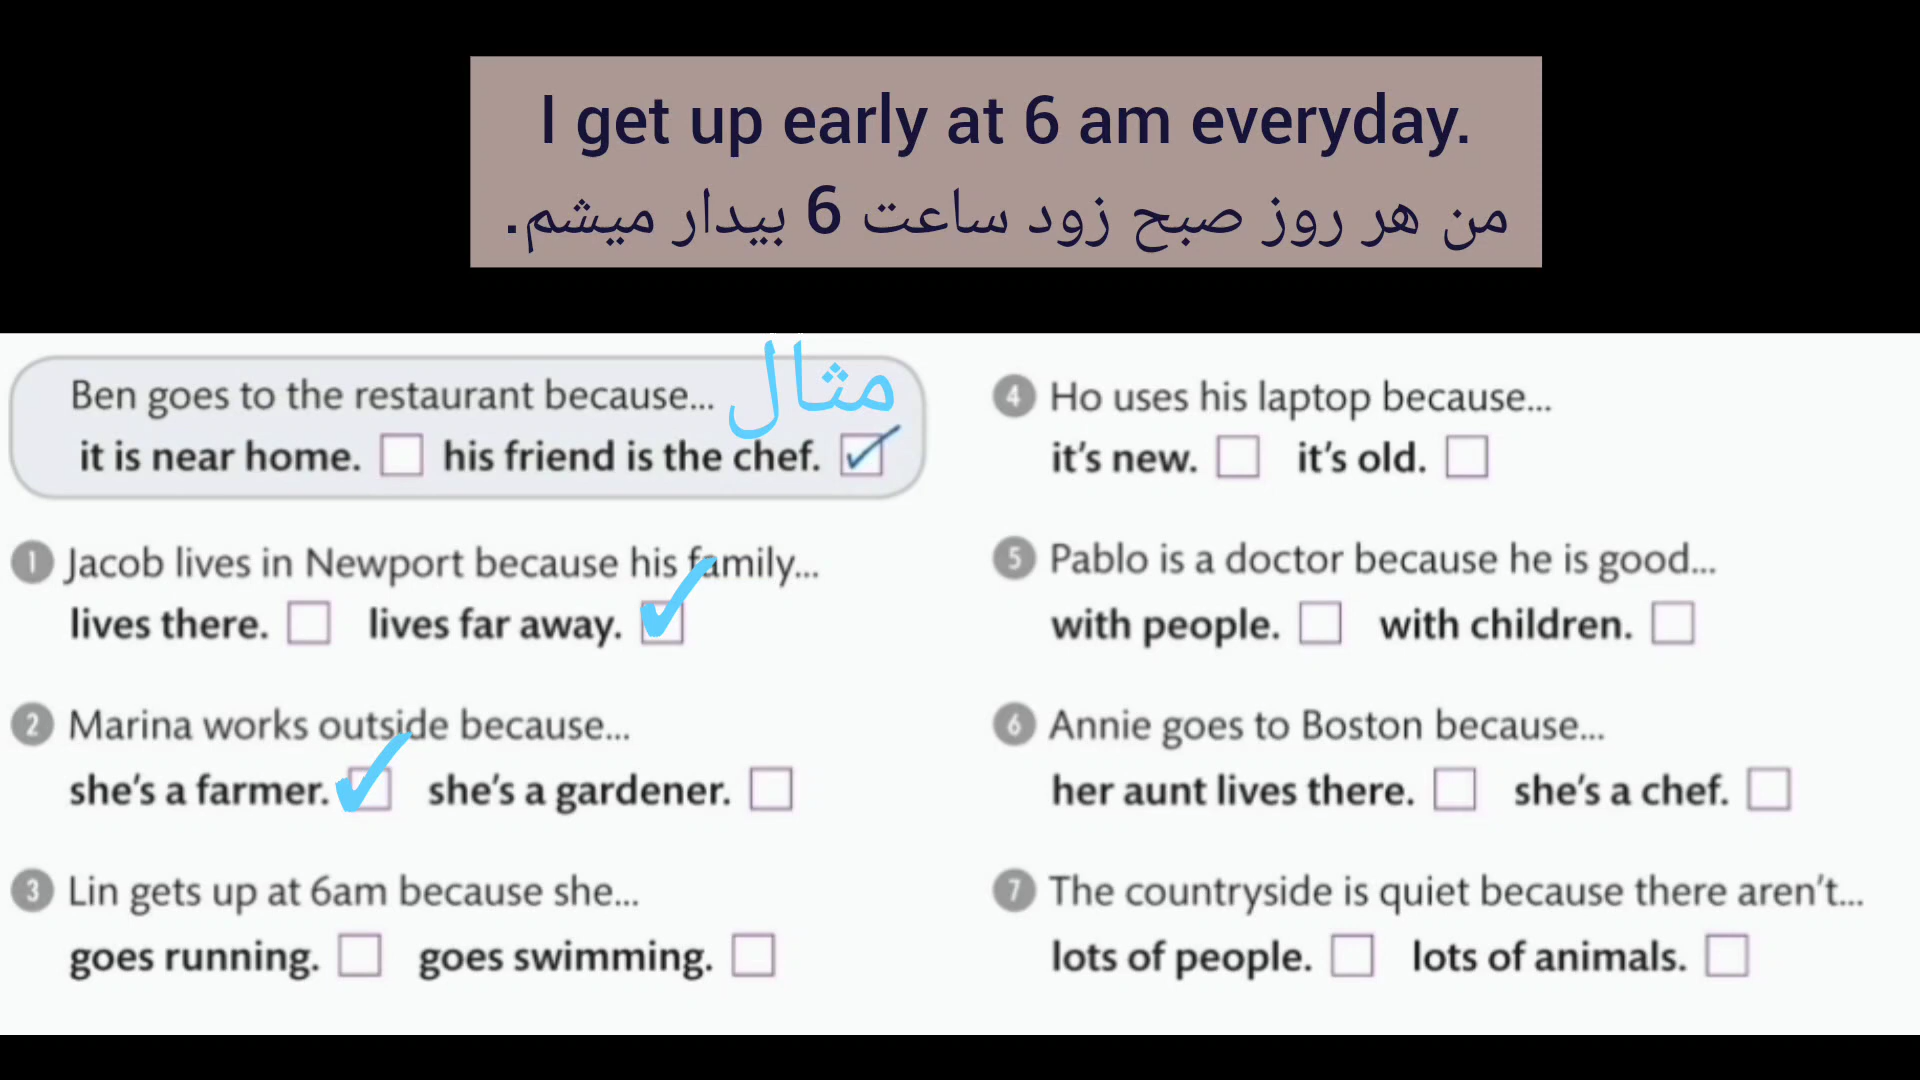 I get up early at 6 am everyday.
من هر روز صبح زود ساعت 6 بیدار میشم.
Ben goes to the restaurant because... مثال
it is near home. his friend is the chef.
1 Jacob lives in Newport because his family...
lives there. lives far away.
2 Marina works outside because...
she's a farmer. she's a gardener.
3 Lin gets up at 6am because she...
goes running. goes swimming.
4 Ho uses his laptop because...
it's new. it's old.
5 Pablo is a doctor because he is good...
with people. with children.
6 Annie goes to Boston because...
her aunt lives there. she's a chef.
7 The countryside is quiet because there aren't...
lots of people. lots of animals.